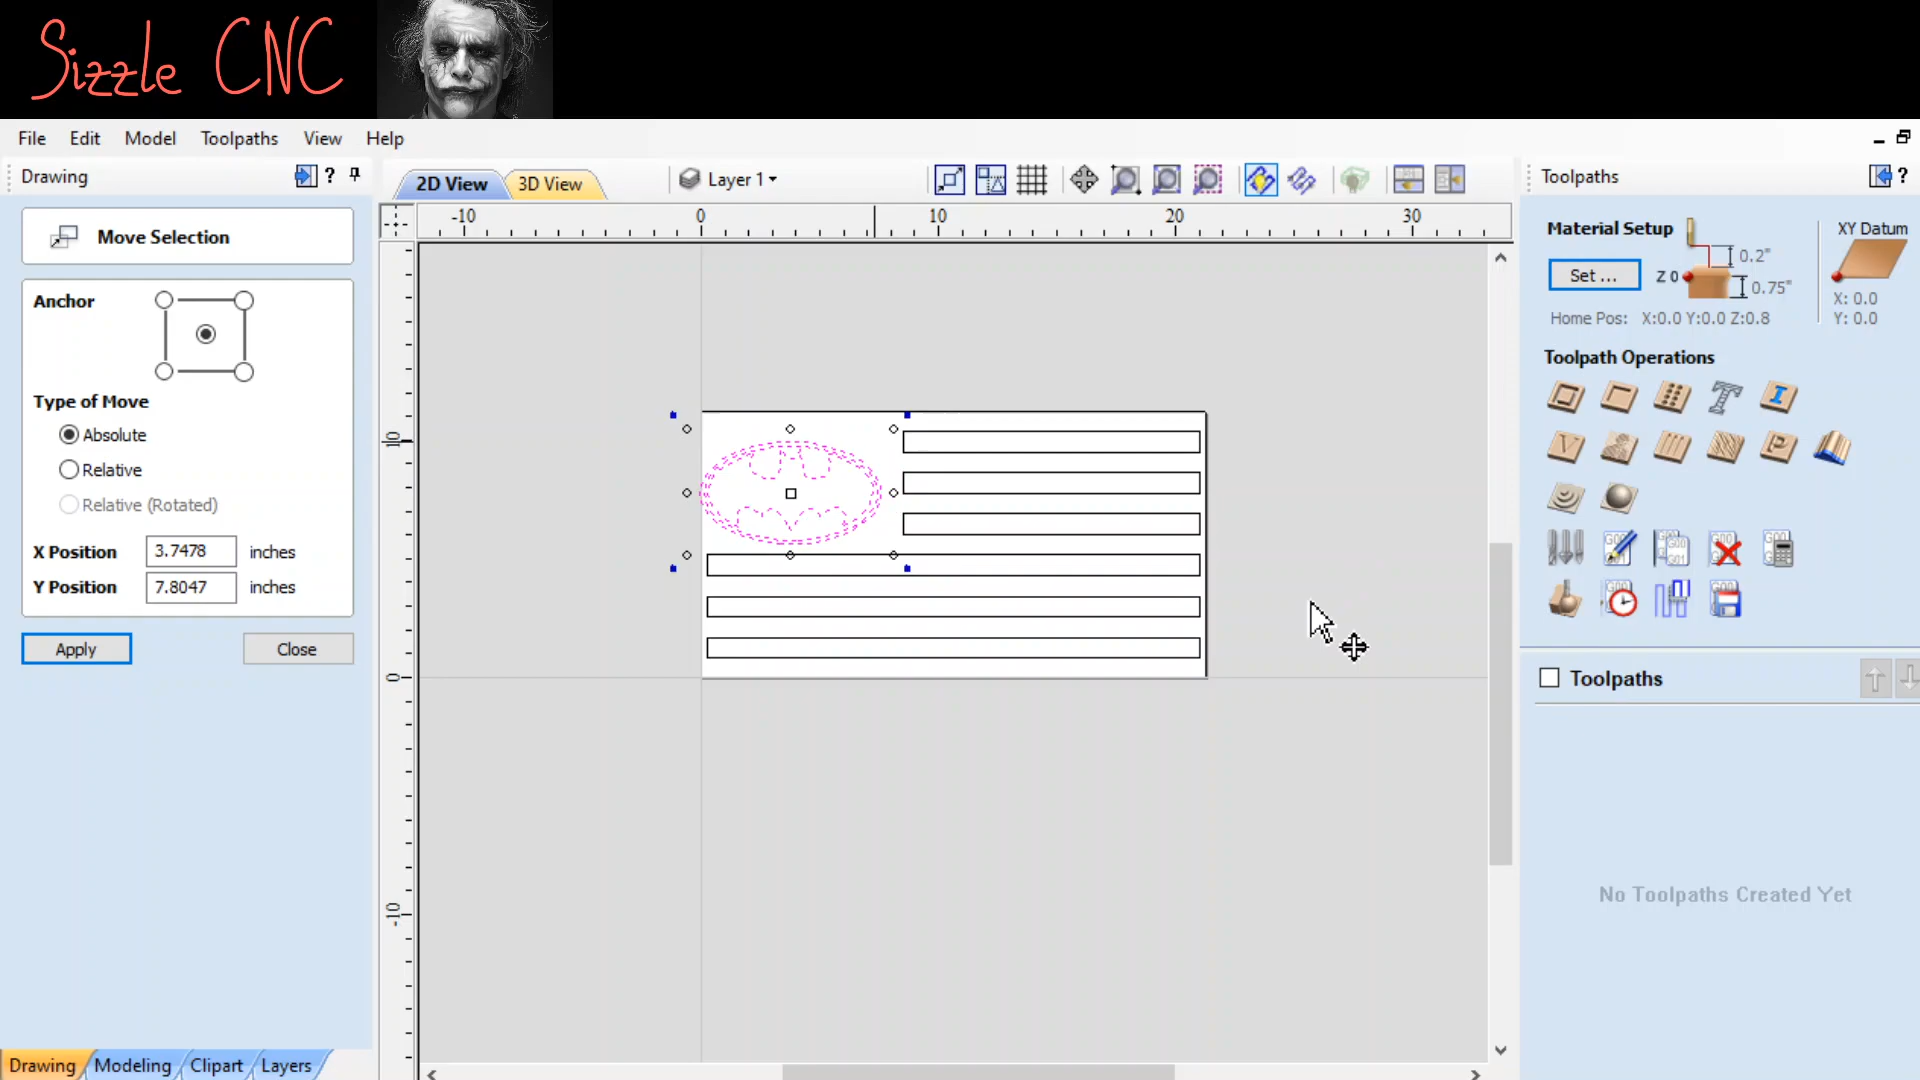 Sizzle CNC
File Edit Model Toolpaths View Help
Drawing
?
Move Selection
Anchor
Type of Move
Absolute
Relative
Relative (Rotated)
X Position 3.7478 inches
Y Position 7.8047 inches
Apply Close
Drawing Modeling Clipart Layers
2D View 3D View Layer 1
-10 0 10 20 30
10
0
-10
Toolpaths
?
Material Setup
Set ...
Z 0
0.2"
0.75"
XY Datum
X: 0.0
Y: 0.0
Home Pos: X:0.0 Y:0.0 Z:0.8
Toolpath Operations
Toolpaths
No Toolpaths Created Yet